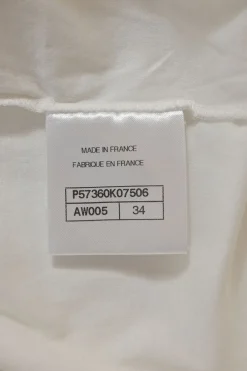 MADE IN FRANCE
FABRIQUE EN FRANCE
P57360K07506
AW005 34